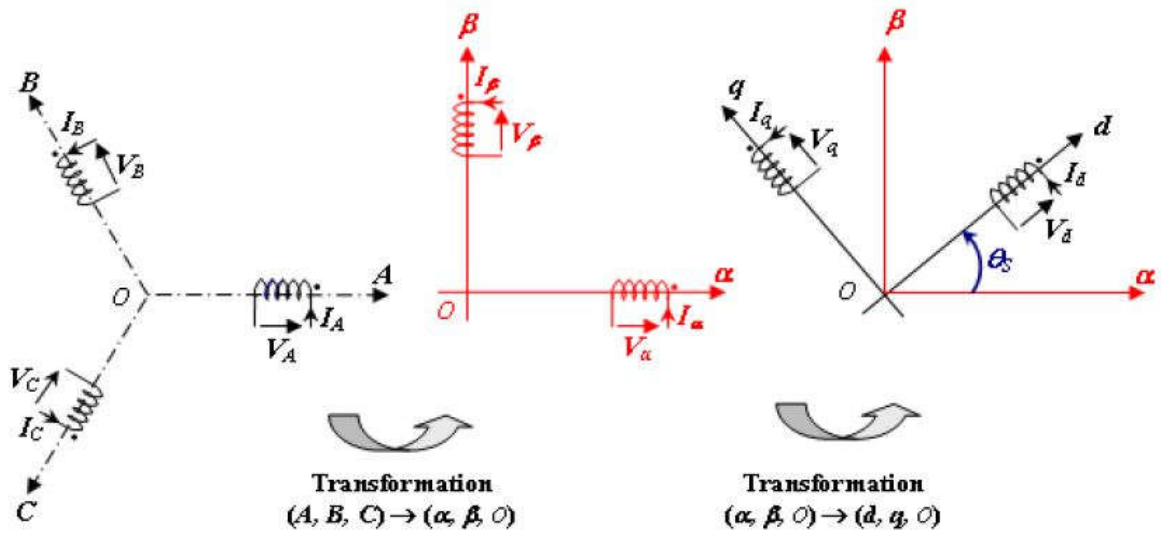 B
I_B
V_B
A
O
I_A
V_A
V_C
I_C
C
β
I_β
V_β
α
O
I_α
V_α
β
q
I_q
V_q
d
I_d
V_d
θ_S
α
O
Transformation
(A, B, C) → (α, β, O)
Transformation
(α, β, O) → (d, q, O)